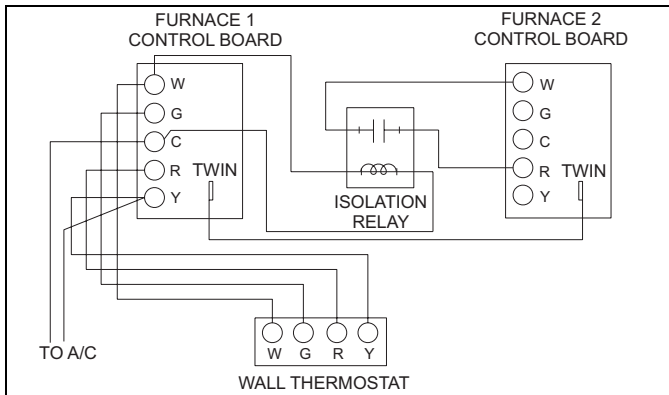 FURNACE 1
CONTROL BOARD
FURNACE 2
CONTROL BOARD
W
G
C
R
Y
TWIN
ISOLATION
RELAY
W
G
C
R
Y
TWIN
TO A/C
W G R Y
WALL THERMOSTAT